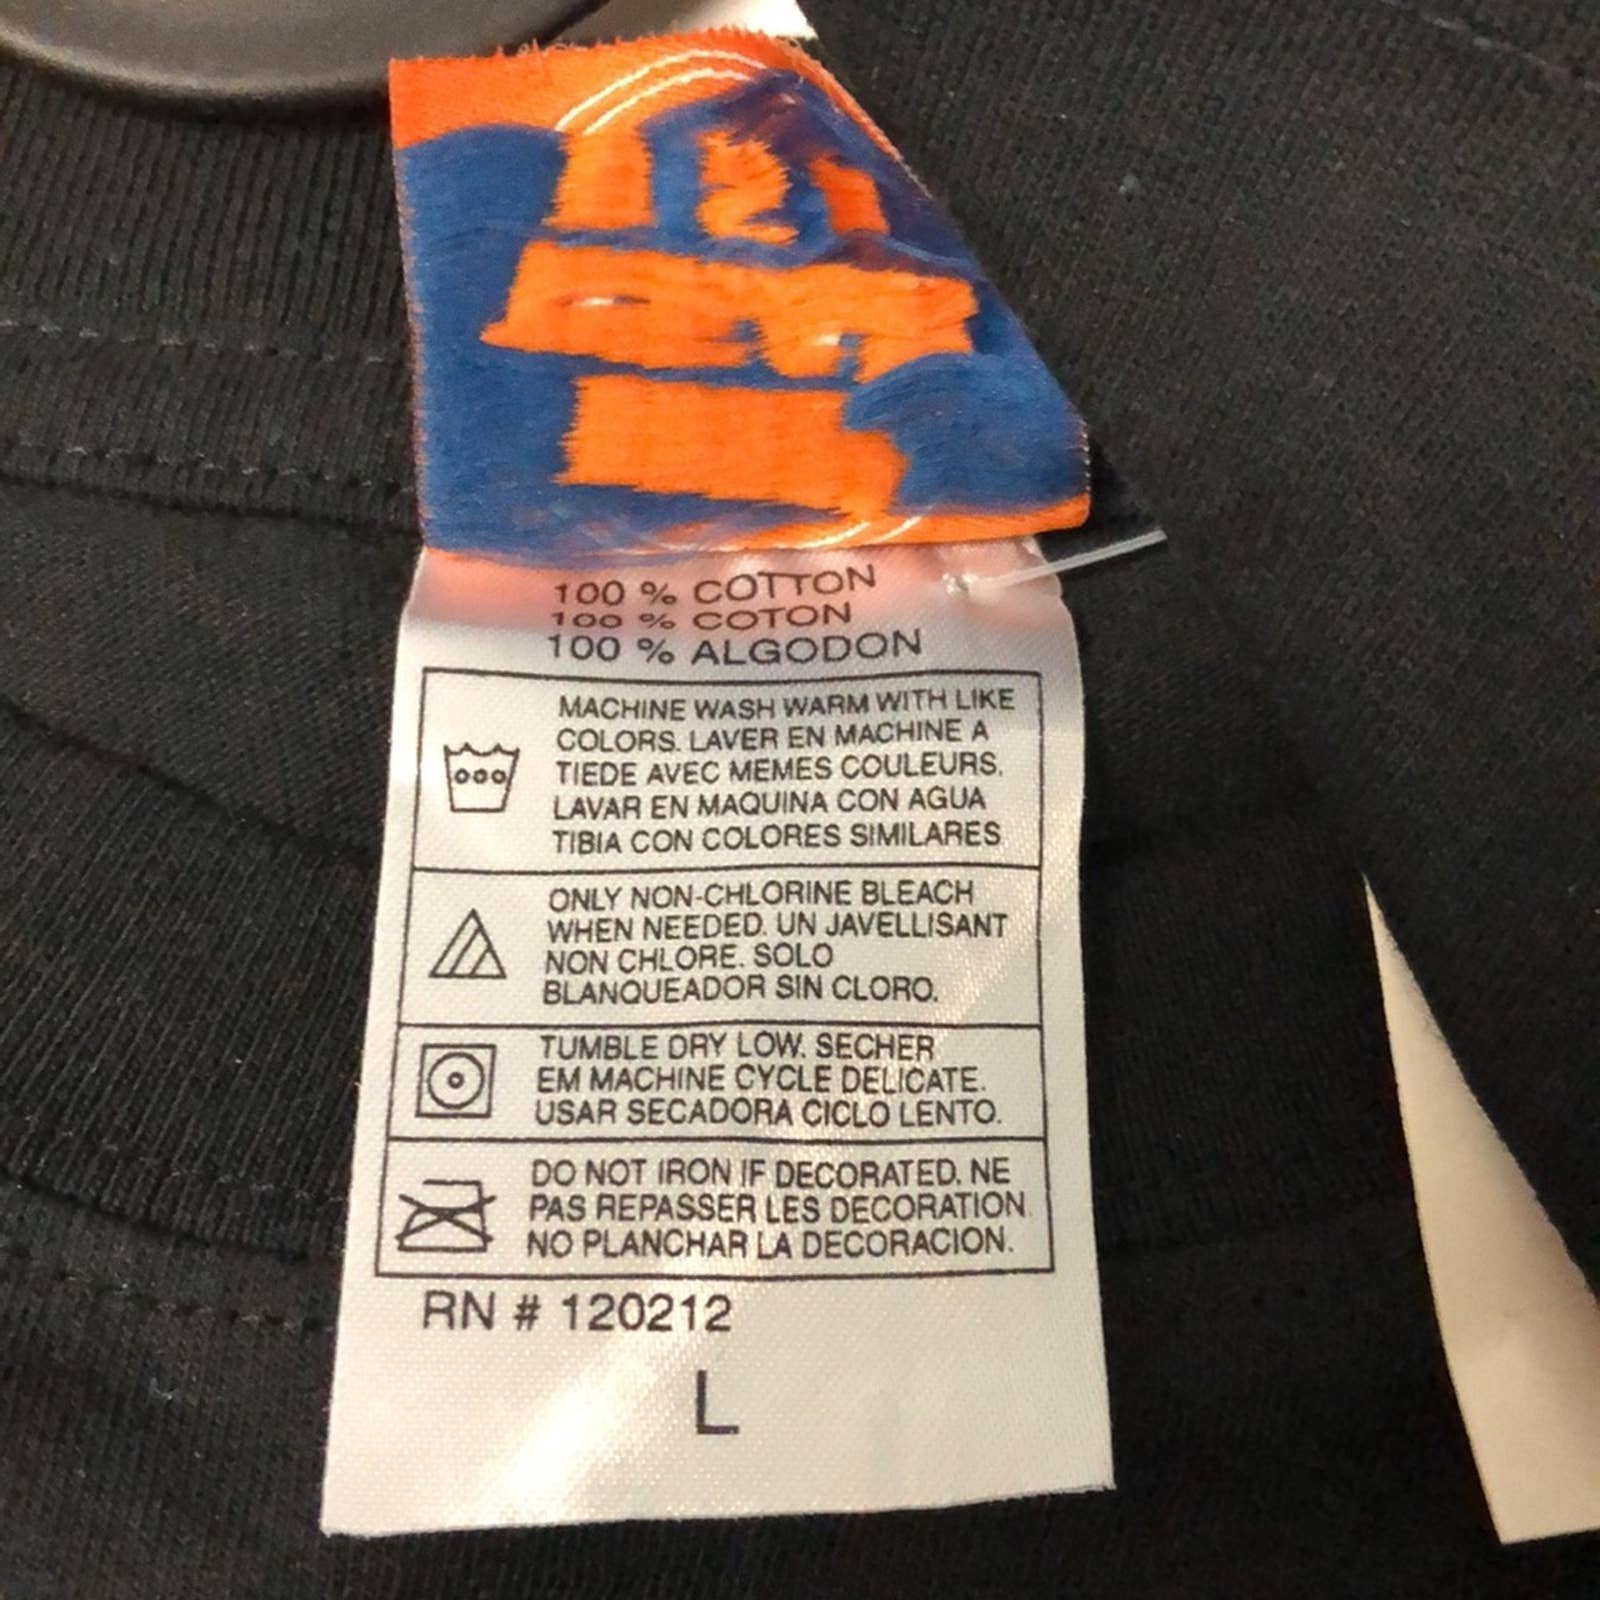 100 % COTTON
100 % COTON
100 % ALGODON
MACHINE WASH WARM WITH LIKE
COLORS. LAVER EN MACHINE A
TIEDE AVEC MEMES COULEURS.
LAVAR EN MAQUINA CON AGUA
TIBIA CON COLORES SIMILARES
ONLY NON-CHLORINE BLEACH
WHEN NEEDED. UN JAVELLISANT
NON CHLORE. SOLO
BLANQUEADOR SIN CLORO.
TUMBLE DRY LOW. SECHER
EM MACHINE CYCLE DELICATE.
USAR SECADORA CICLO LENTO.
DO NOT IRON IF DECORATED. NE
PAS REPASSER LES DECORATION
NO PLANCHAR LA DECORACION.
RN # 120212
L